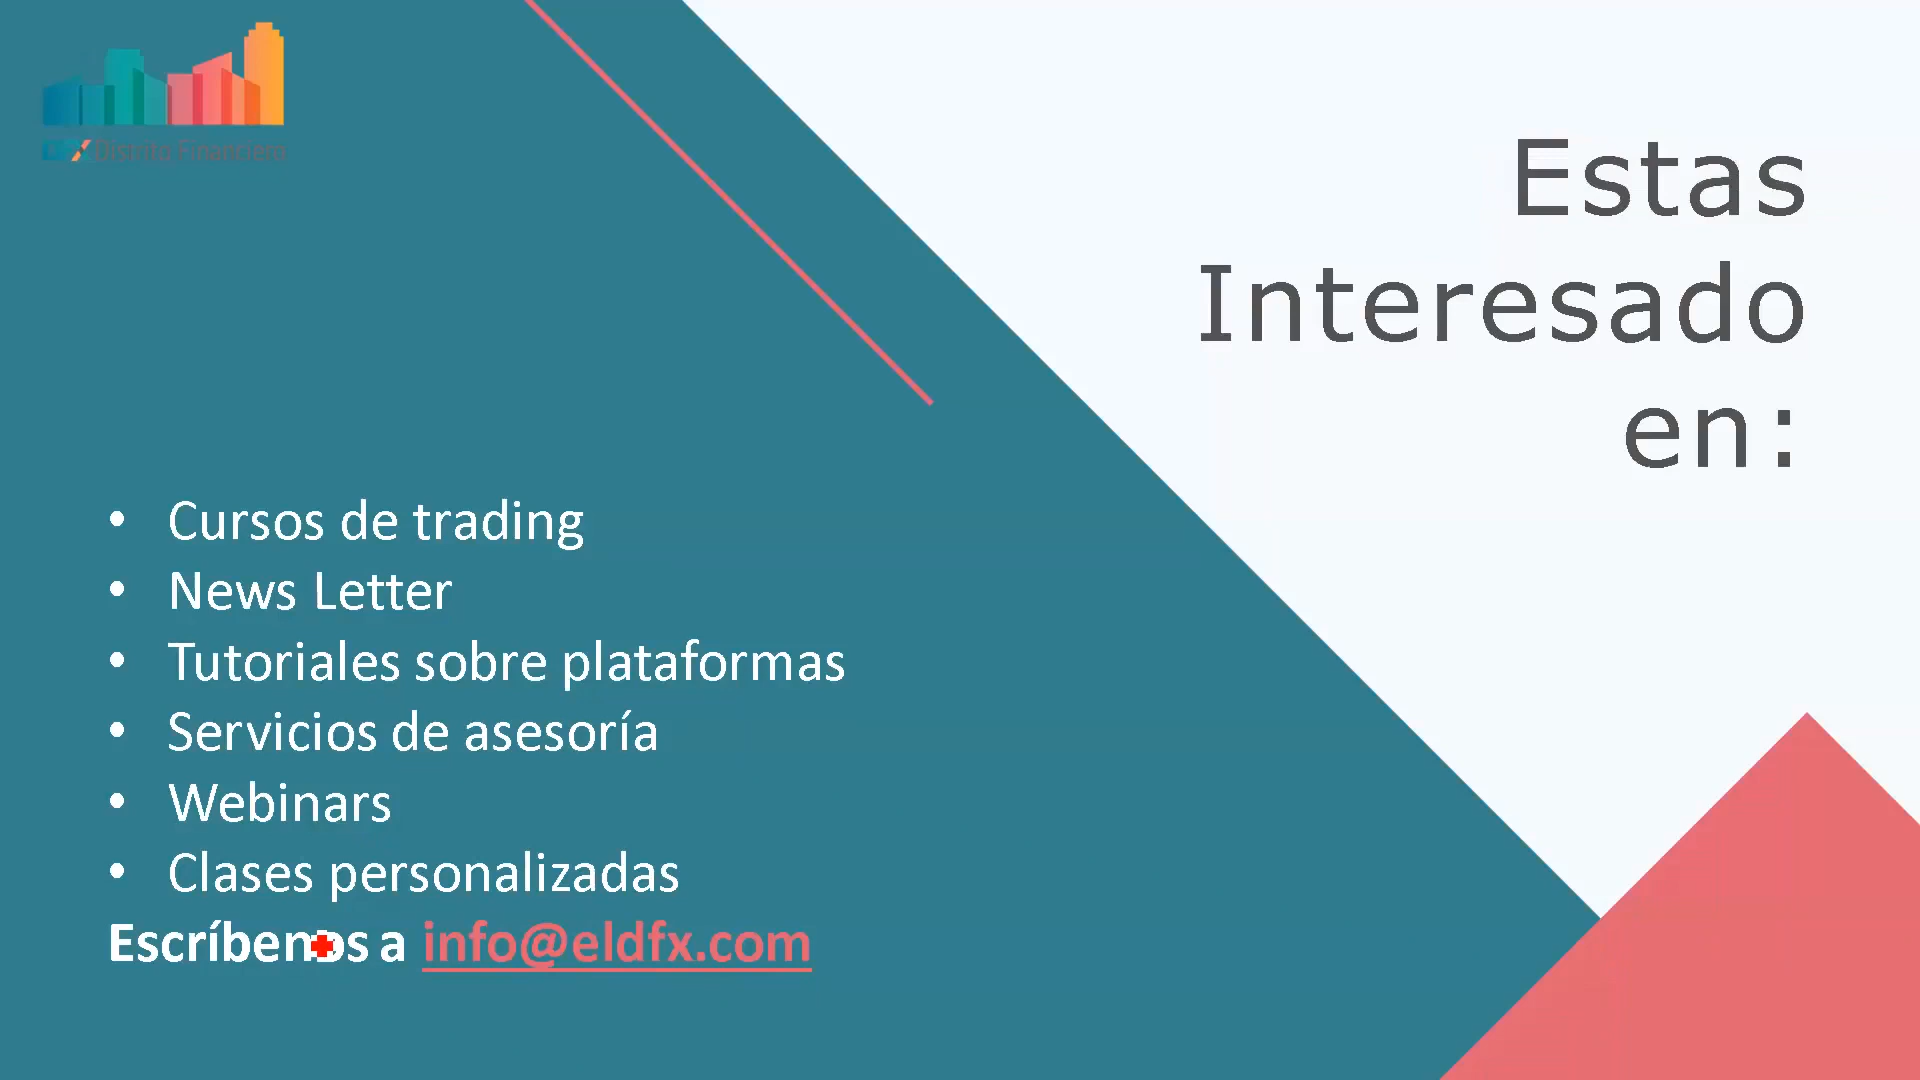 Distrito Financiero
Estas
Interesado
en:
• Cursos de trading
• News Letter
• Tutoriales sobre plataformas
• Servicios de asesoría
• Webinars
• Clases personalizadas
Escríbenos a info@eldfx.com